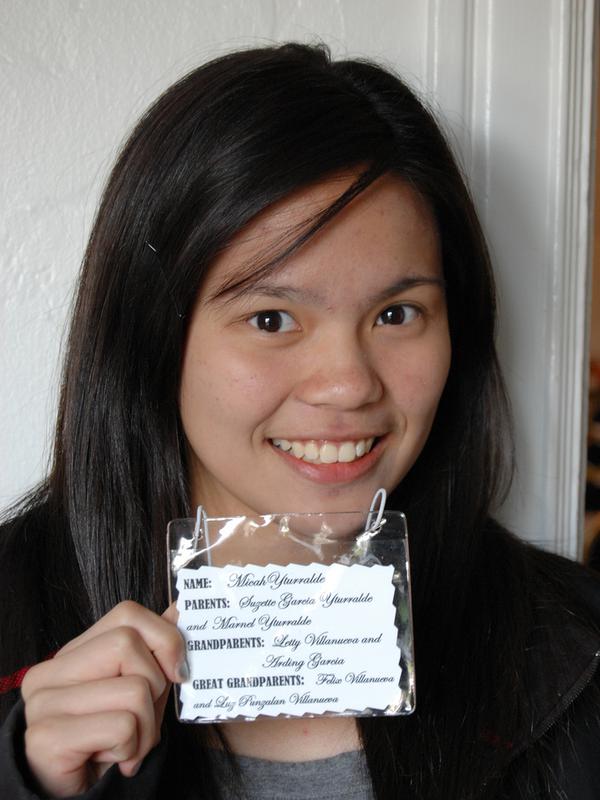 NAME: Micah Yturralde
PARENTS: Suzette Garcia Yturralde
and Marnel Yturralde
GRANDPARENTS: Letty Villanueva and
Arding Garcia
GREAT GRANDPARENTS: Felix Villanueva
and Luz Punzalan Villanueva